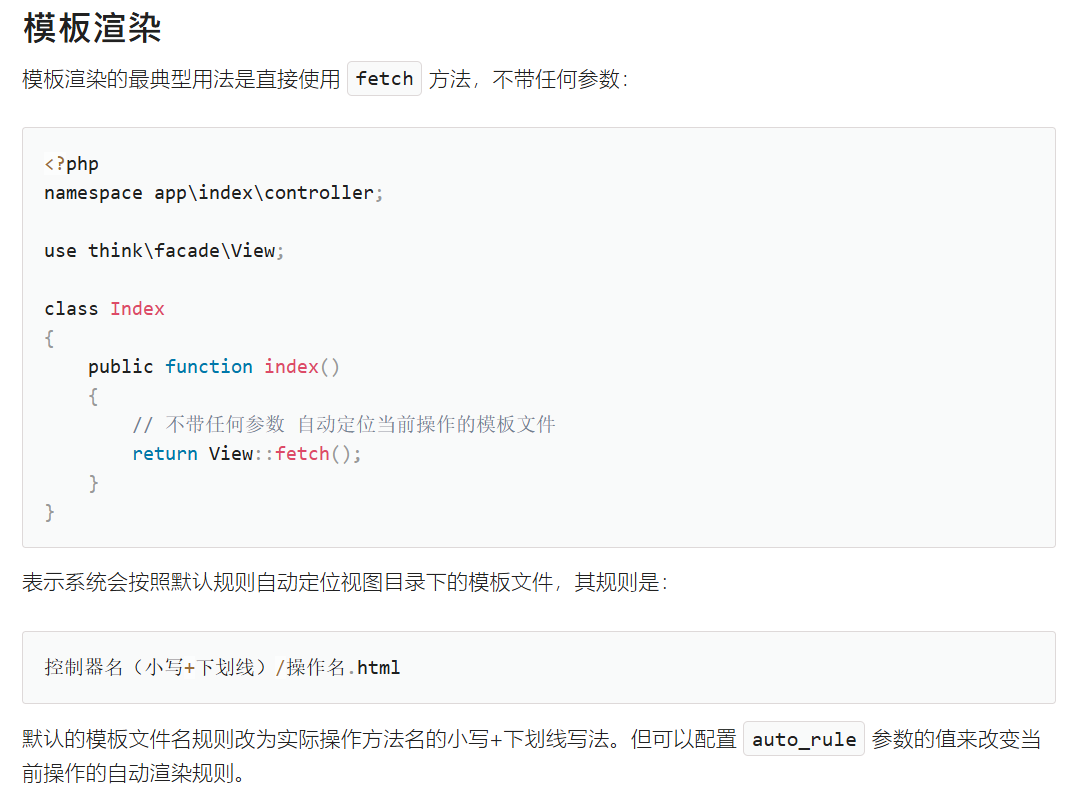 模板渲染
模板渲染的最典型用法是直接使用 fetch 方法，不带任何参数：
<?php
namespace app\index\controller;
use think\facade\View;
class Index
{
    public function index()
    {
        // 不带任何参数 自动定位当前操作的模板文件
        return View::fetch();
    }
}
表示系统会按照默认规则自动定位视图目录下的模板文件，其规则是：
控制器名（小写+下划线）/操作名.html
默认的模板文件名规则改为实际操作方法名的小写+下划线写法。但可以配置 auto_rule 参数的值来改变当
前操作的自动渲染规则。